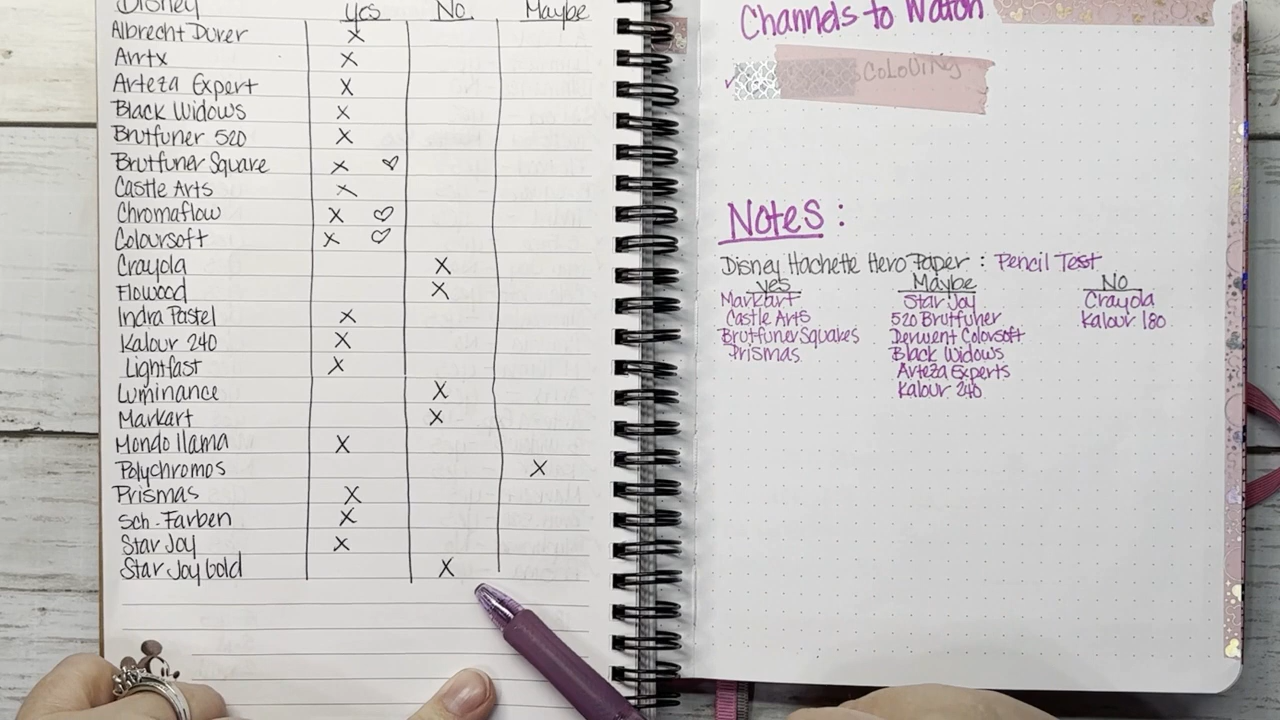 Disney Yes No. Maybe
Albrecht Durer X
Arrtx X
Arteza Expert X
Black Widows X
Brutfuner 520 X
Brutfuner Square X ♡
Castle Arts X
Chromaflow X ♡
Coloursoft X ♡
Crayola X
Flowood X
Indra Pastel X
Kalour 240 X
Lightfast X
Luminance X
Markart X
Mondo llama X
Polychromos X
Prismas X
Sch-Farben X
Star Joy X
Star Joy bold X
Channels to Watch
✓ Coloring
Notes:
Disney Hachette Hero Paper: Pencil Test
Yes Maybe No
Markart Star Joy Crayola
Castle Arts 520 Brutfuner Kalour 180
Brutfuner Squares Derwent Colorsoft
Prismas Black Widows
Arteza Experts
Kalour 240